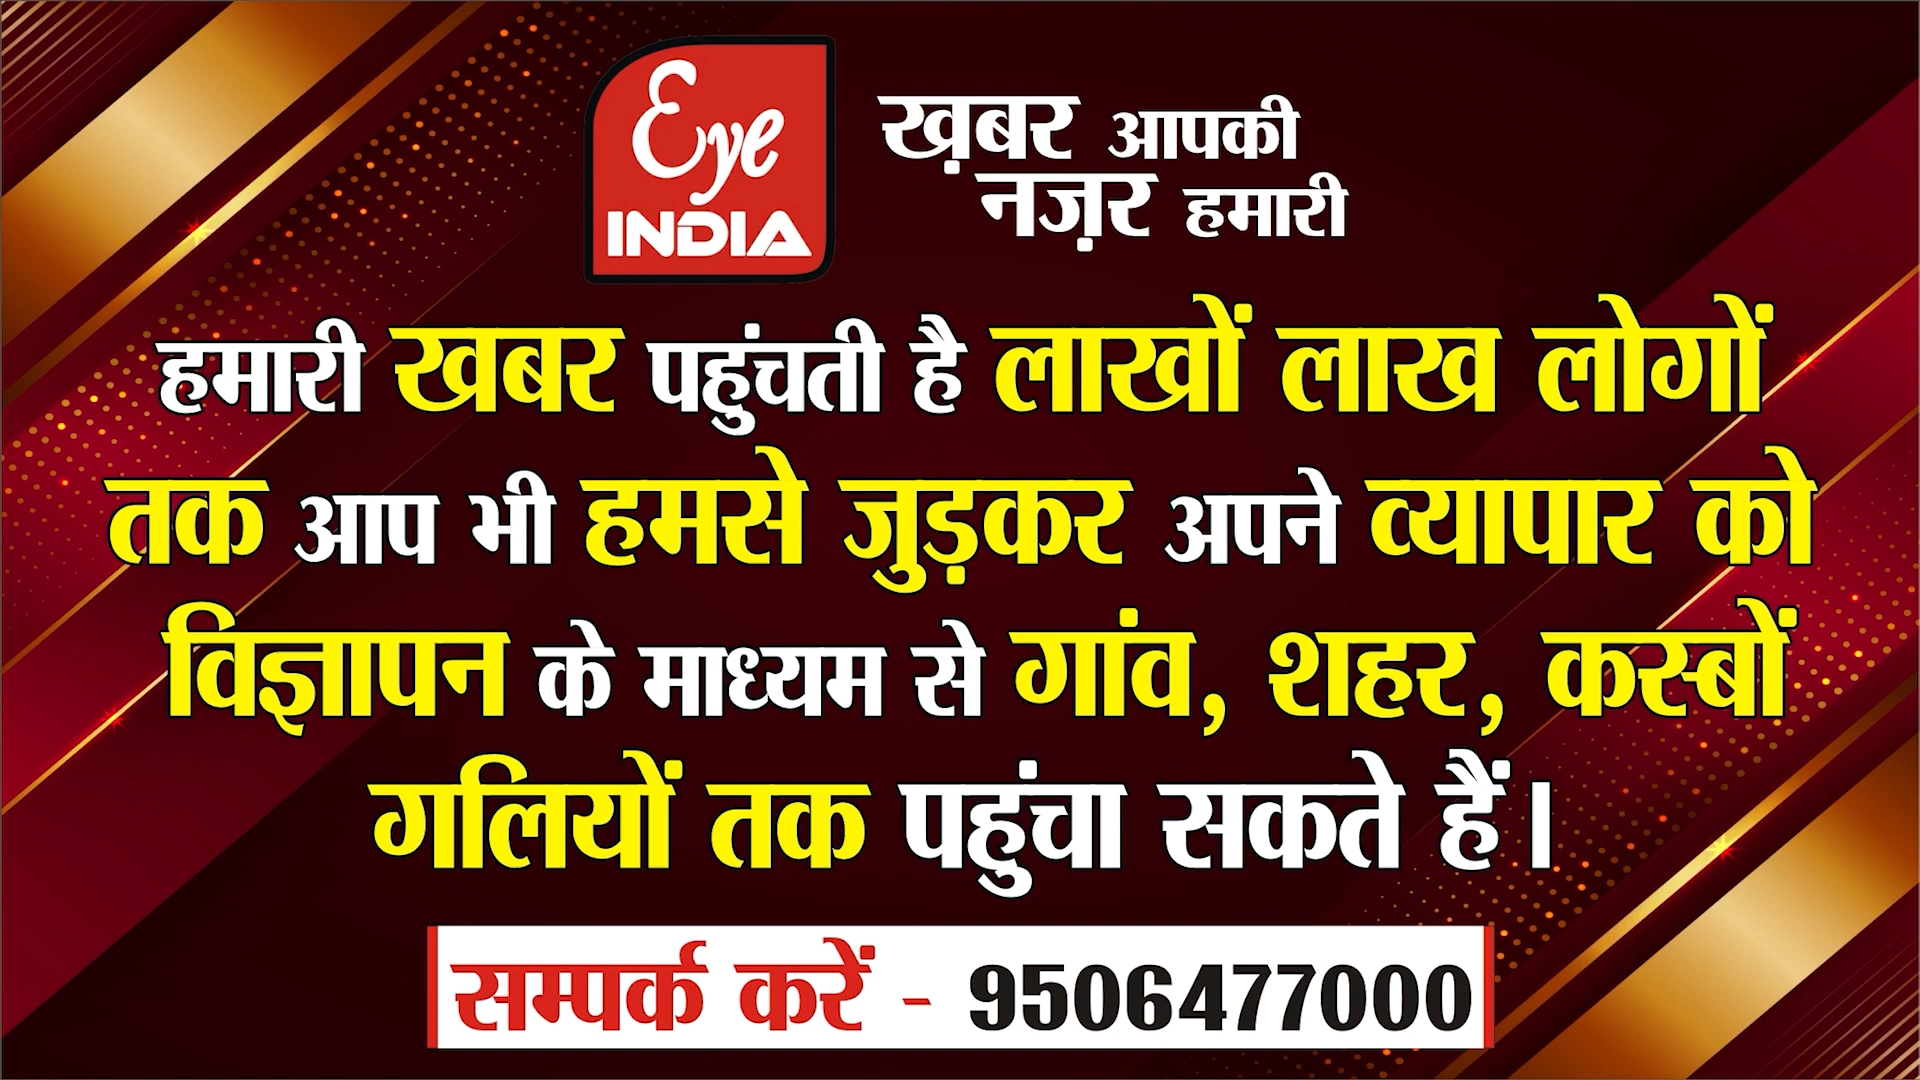 Eye
INDIA
ख़बर आपकी
नज़र हमारी
हमारी खबर पहुंचती है लाखों लाख लोगों
तक आप भी हमसे जुड़कर अपने व्यापार को
विज्ञापन के माध्यम से गांव, शहर, कस्बों
गलियों तक पहुंचा सकते हैं।
सम्पर्क करें - 9506477000